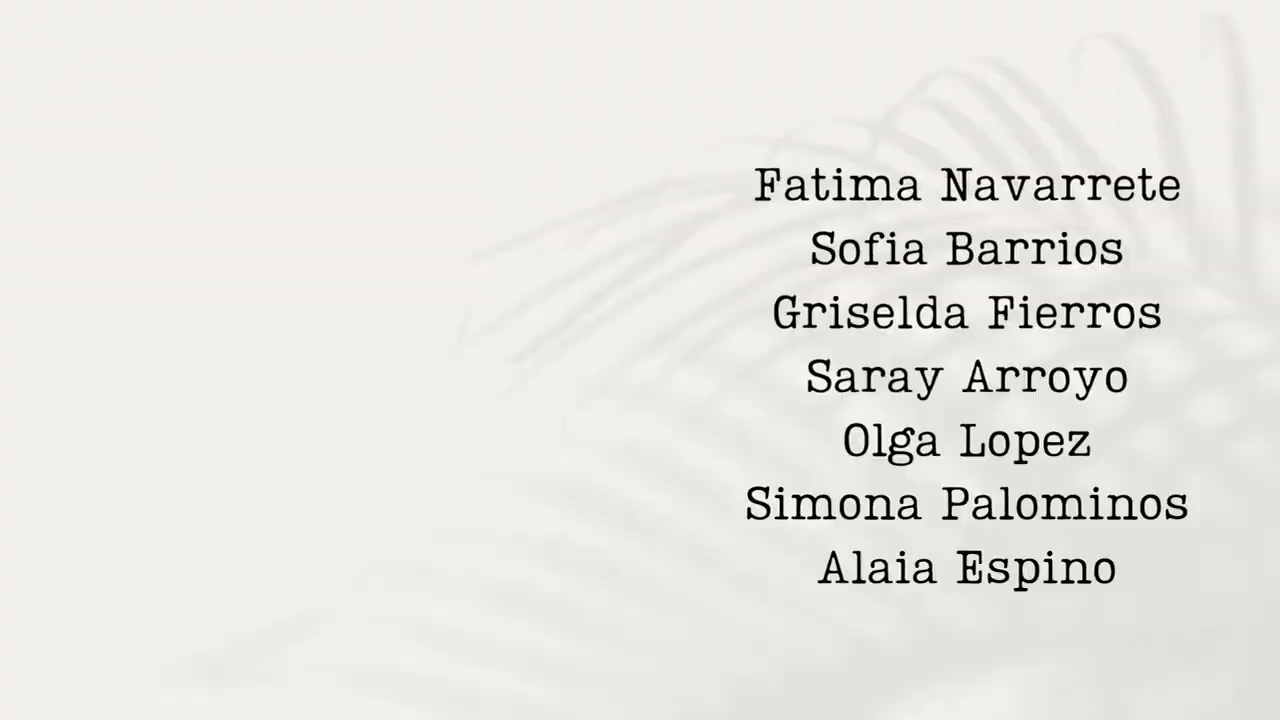 Fatima Navarrete
Sofia Barrios
Griselda Fierros
Saray Arroyo
Olga Lopez
Simona Palominos
Alaia Espino